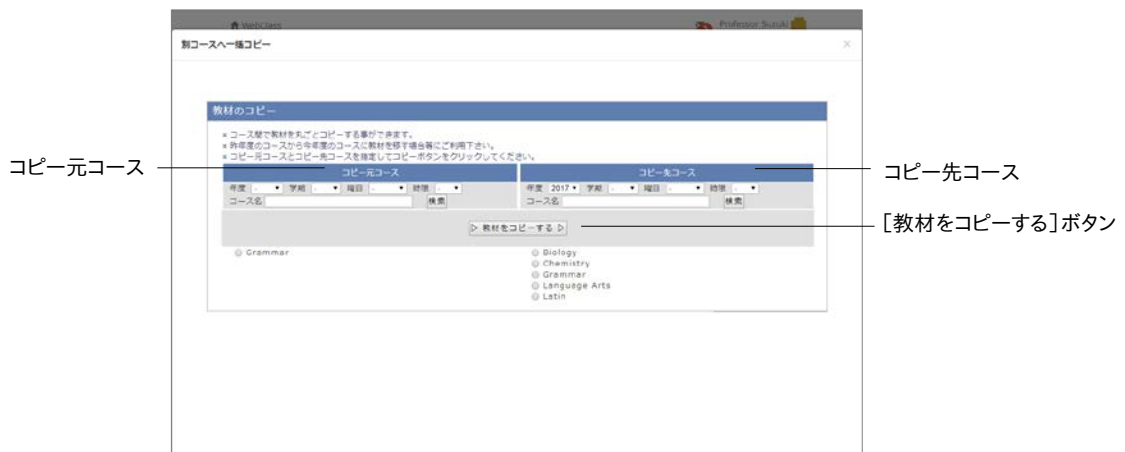 WebClass
Professor Suzuki
別コースへ一括コピー
×
教材のコピー
※ コース間で教材を丸ごとコピーする事ができます。
※ 昨年度のコースから今年度のコースに教材を移す場合等にご利用下さい。
※ コピー元コースとコピー先コースを指定してコピーボタンをクリックしてください。
コピー元コース
コピー先コース
コピー元コース
コピー先コース
年度 - 学期 - 曜日 - 時限 -
年度 2017 学期 - 曜日 - 時限 -
コース名 検索
コース名 検索
▷ 教材をコピーする ▷
[教材をコピーする]ボタン
Grammar
Biology
Chemistry
Grammar
Language Arts
Latin